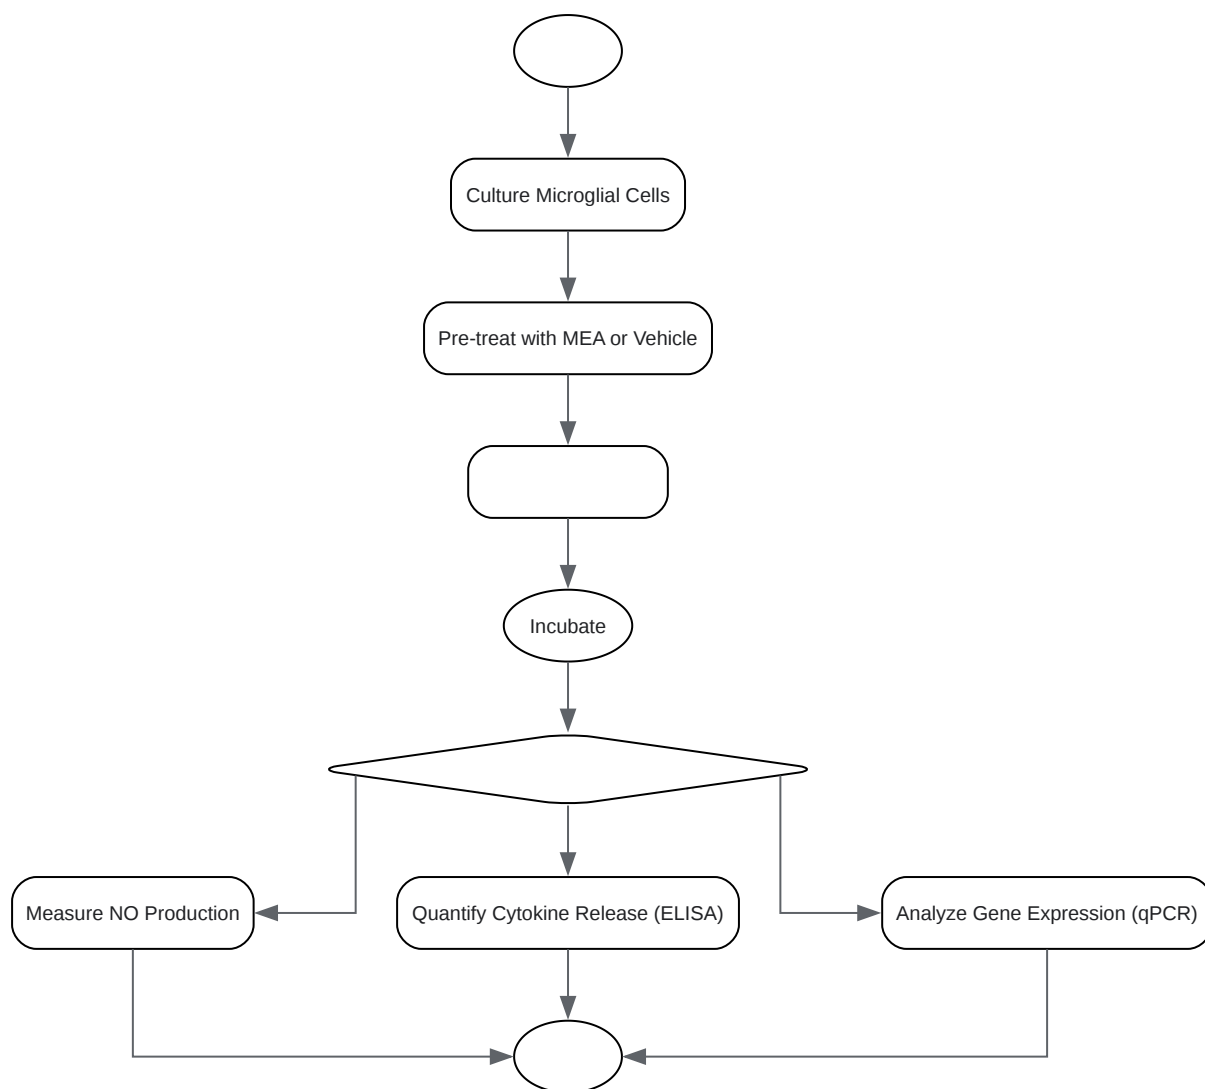 Culture Microglial Cells
Pre-treat with MEA or Vehicle
Incubate
Measure NO Production
Quantify Cytokine Release (ELISA)
Analyze Gene Expression (qPCR)